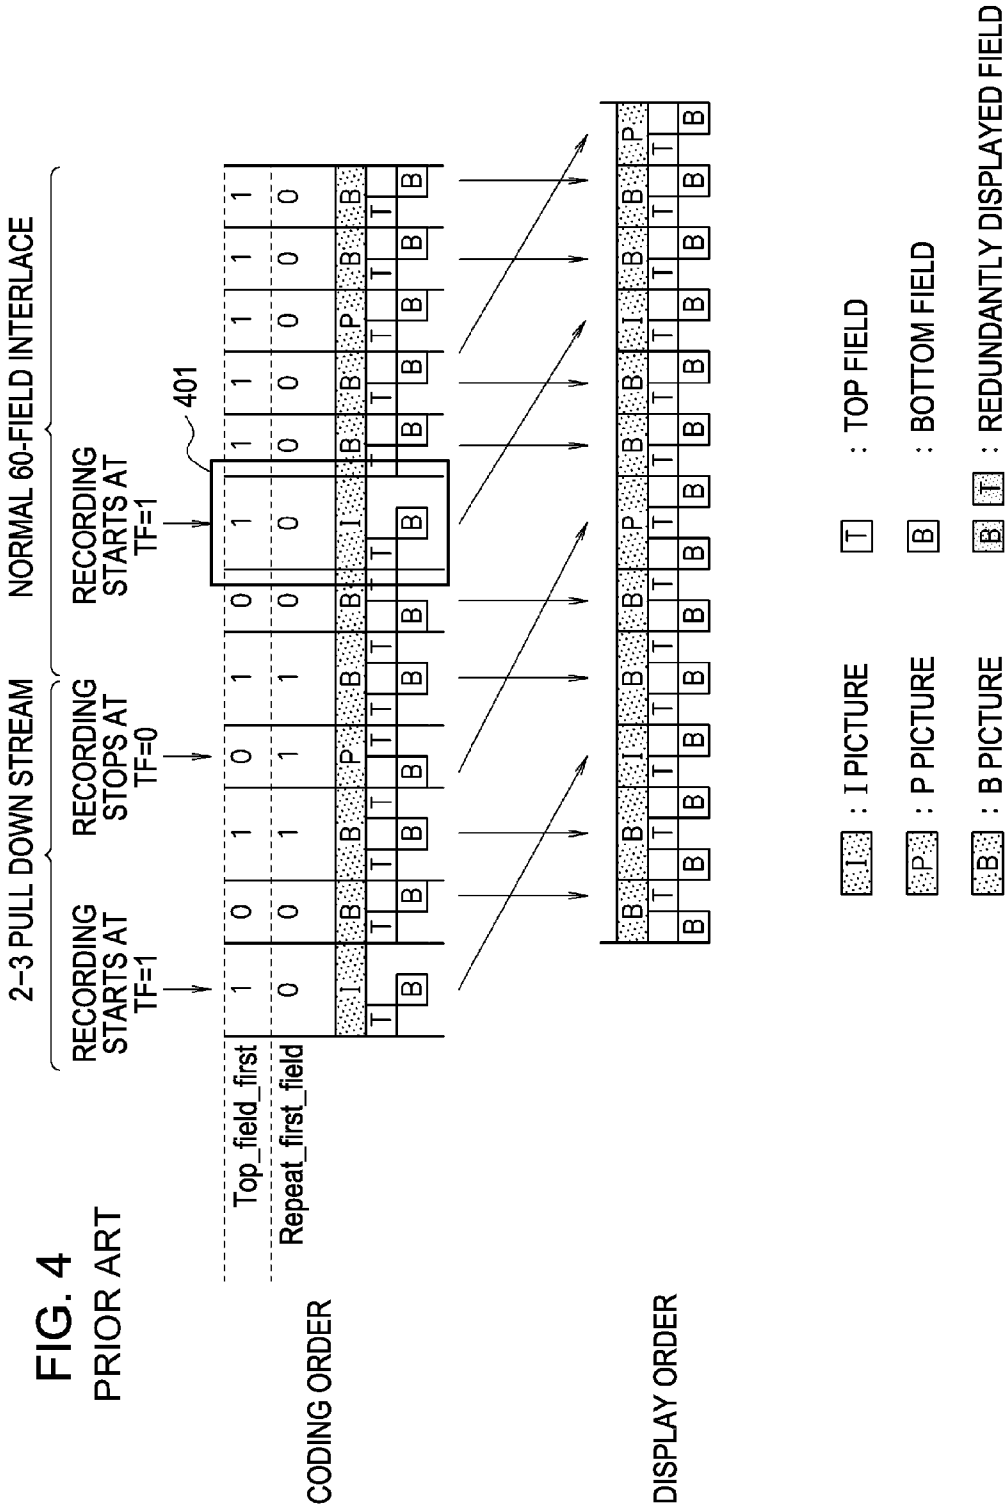 FIG. 4
PRIOR ART
2–3 PULL DOWN STREAM
NORMAL 60-FIELD INTERLACE
RECORDING
STARTS AT
TF=1
RECORDING
STOPS AT
TF=0
RECORDING
STARTS AT
TF=1
401
Top_field_first 1 0 1 0 1 0 1 1 1 1 1 1
Repeat_first_field 0 0 1 1 1 0 0 0 0 0 0 0
CODING ORDER
I B B P B B I B B P B B
T T T T T T T T T T T T T T
B B B B B B B B B B B B
DISPLAY ORDER
B B I B B P B B I B B P
T T T T T T T T T T T T T
B B B B B B B B B B B B B B
I : I PICTURE
T : TOP FIELD
P : P PICTURE
B : BOTTOM FIELD
B : B PICTURE
B T : REDUNDANTLY DISPLAYED FIELD